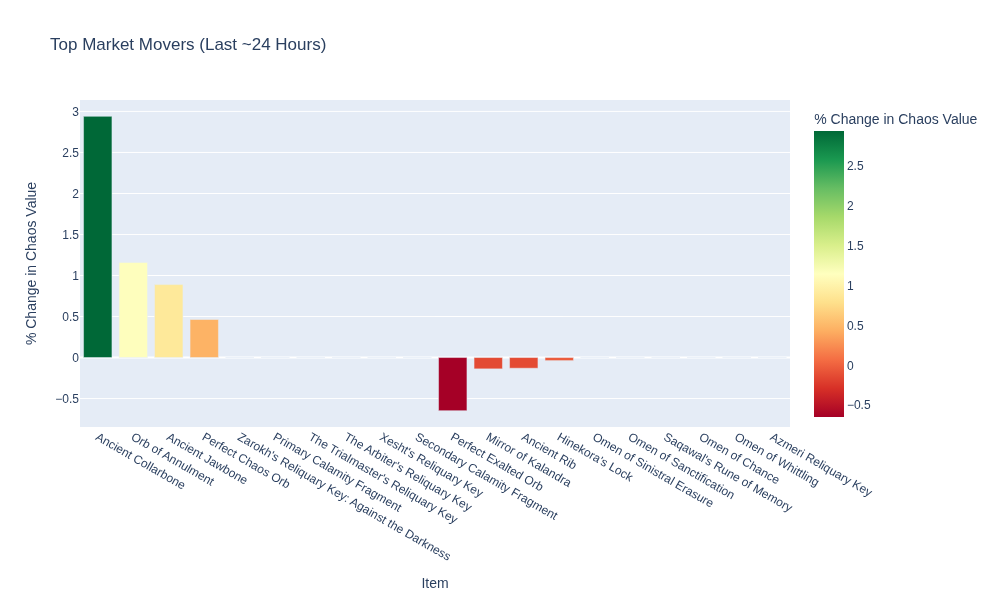 Top Market Movers (Last ~24 Hours)
% Change in Chaos Value
3
2.5
2
1.5
1
0.5
0
−0.5
% Change in Chaos Value
2.5
2
1.5
1
0.5
0
−0.5
Ancient Collarbone
Orb of Annulment
Ancient Jawbone
Perfect Chaos Orb
Zarokh's Reliquary Key: Against the Darkness
Primary Calamity Fragment
The Trialmaster's Reliquary Key
The Arbiter's Reliquary Key
Xesht's Reliquary Key
Secondary Calamity Fragment
Perfect Exalted Orb
Mirror of Kalandra
Ancient Rib
Hinekora's Lock
Omen of Sinistral Erasure
Omen of Sanctification
Saqawal's Rune of Memory
Omen of Chance
Omen of Whittling
Azmeri Reliquary Key
Item